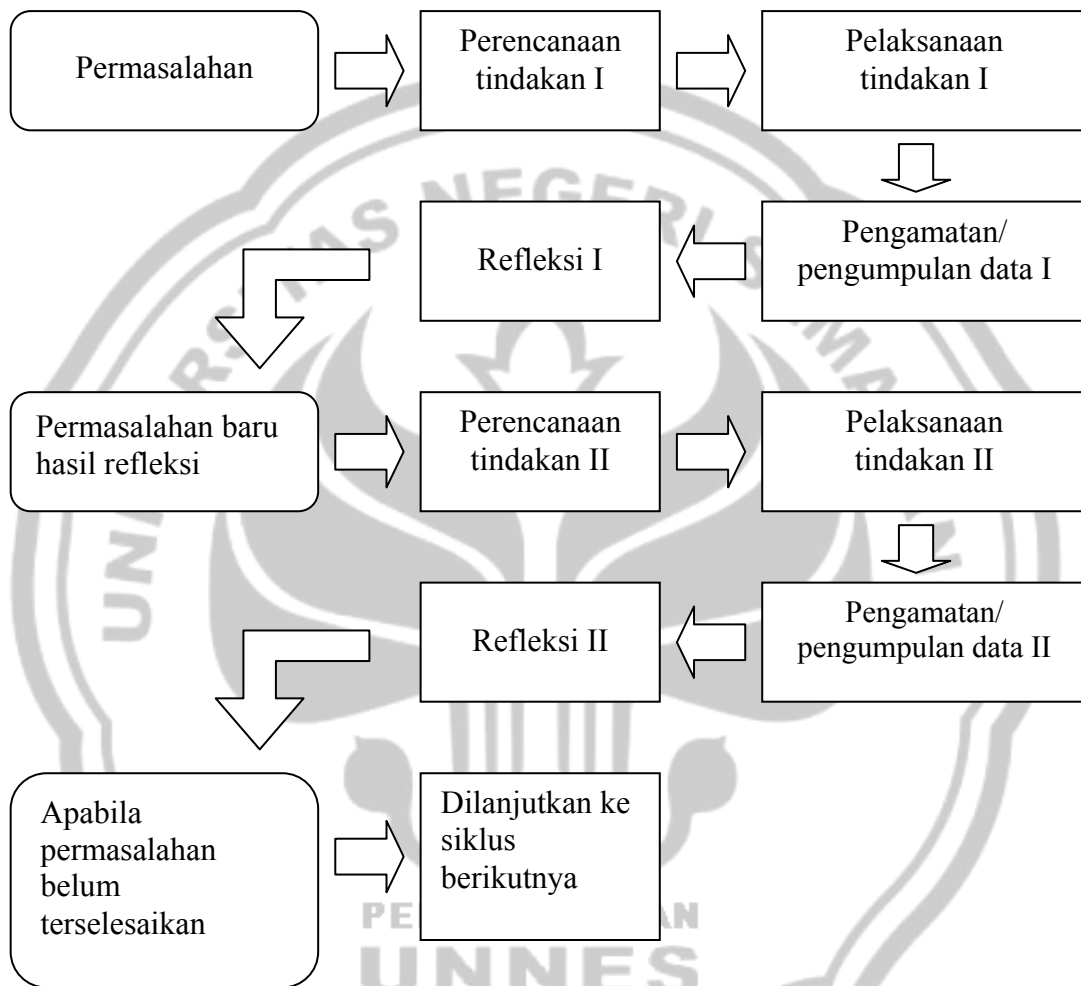 Permasalahan
Perencanaan
tindakan I
Pelaksanaan
tindakan I
Pengamatan/
pengumpulan data I
Refleksi I
Permasalahan baru
hasil refleksi
Perencanaan
tindakan II
Pelaksanaan
tindakan II
Pengamatan/
pengumpulan data II
Refleksi II
Apabila
permasalahan
belum
terselesaikan
Dilanjutkan ke
siklus
berikutnya
UNNES